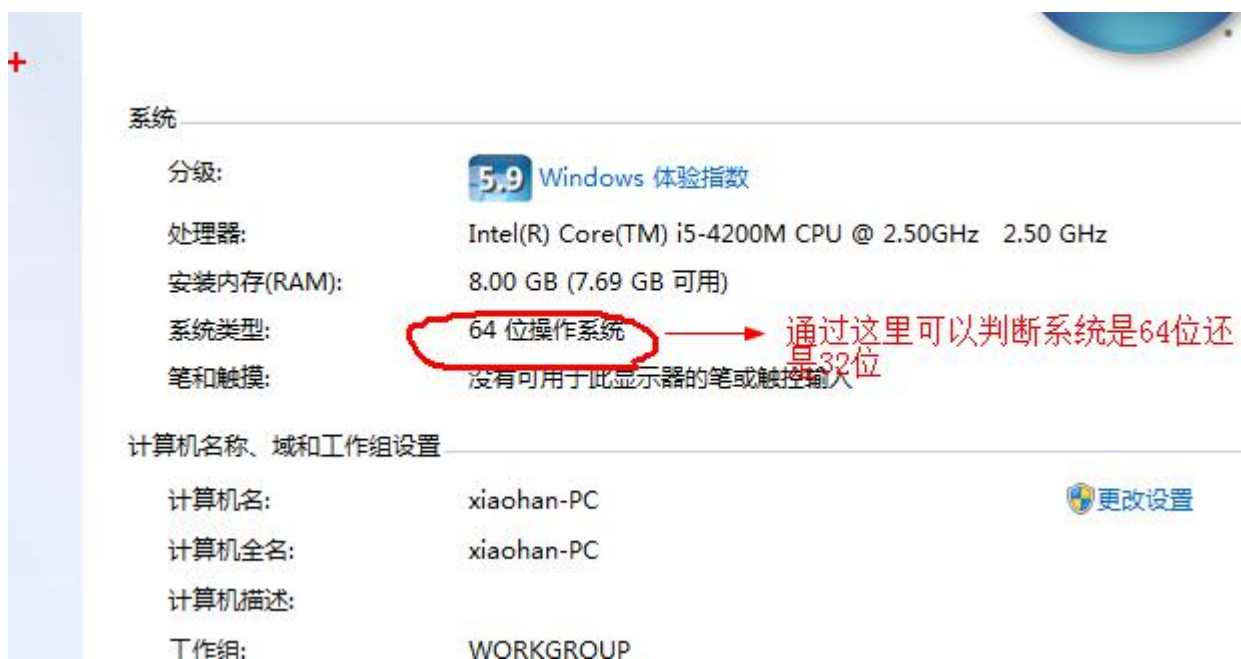 系统
分级:
5.9 Windows 体验指数
处理器:
Intel(R) Core(TM) i5-4200M CPU @ 2.50GHz 2.50 GHz
安装内存(RAM):
8.00 GB (7.69 GB 可用)
系统类型:
64 位操作系统
通过这里可以判断系统是64位还
是32位
笔和触摸:
没有可用于此显示器的笔或触控输入
计算机名称、域和工作组设置
计算机名:
xiaohan-PC
更改设置
计算机全名:
xiaohan-PC
计算机描述:
工作组:
WORKGROUP